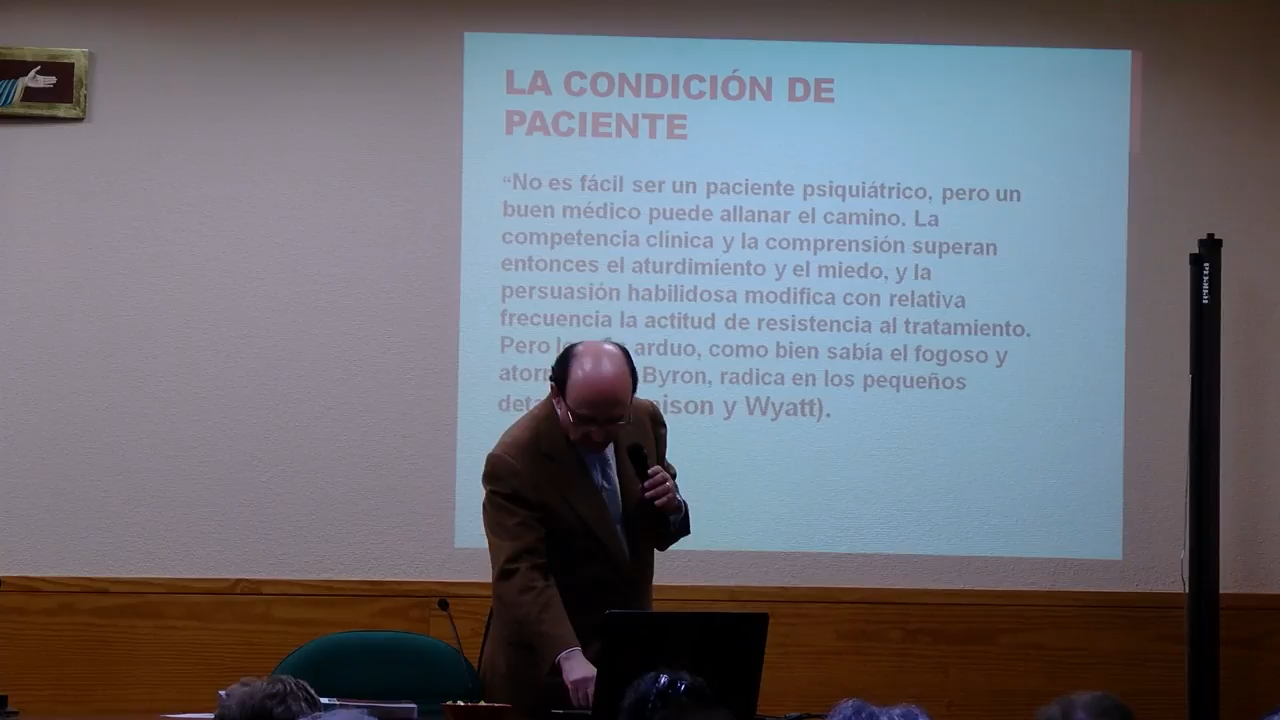 LA CONDICIÓN DE
PACIENTE
“No es fácil ser un paciente psiquiátrico, pero un
buen médico puede allanar el camino. La
competencia clínica y la comprensión superan
entonces el aturdimiento y el miedo, y la
persuasión habilidosa modifica con relativa
frecuencia la actitud de resistencia al tratamiento.
Pero arduo, como bien sabía el fogoso y
Byron, radica en los pequeños
y Wyatt).